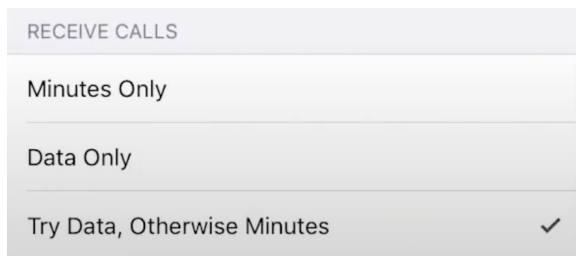 RECEIVE CALLS
Minutes Only
Data Only
Try Data, Otherwise Minutes